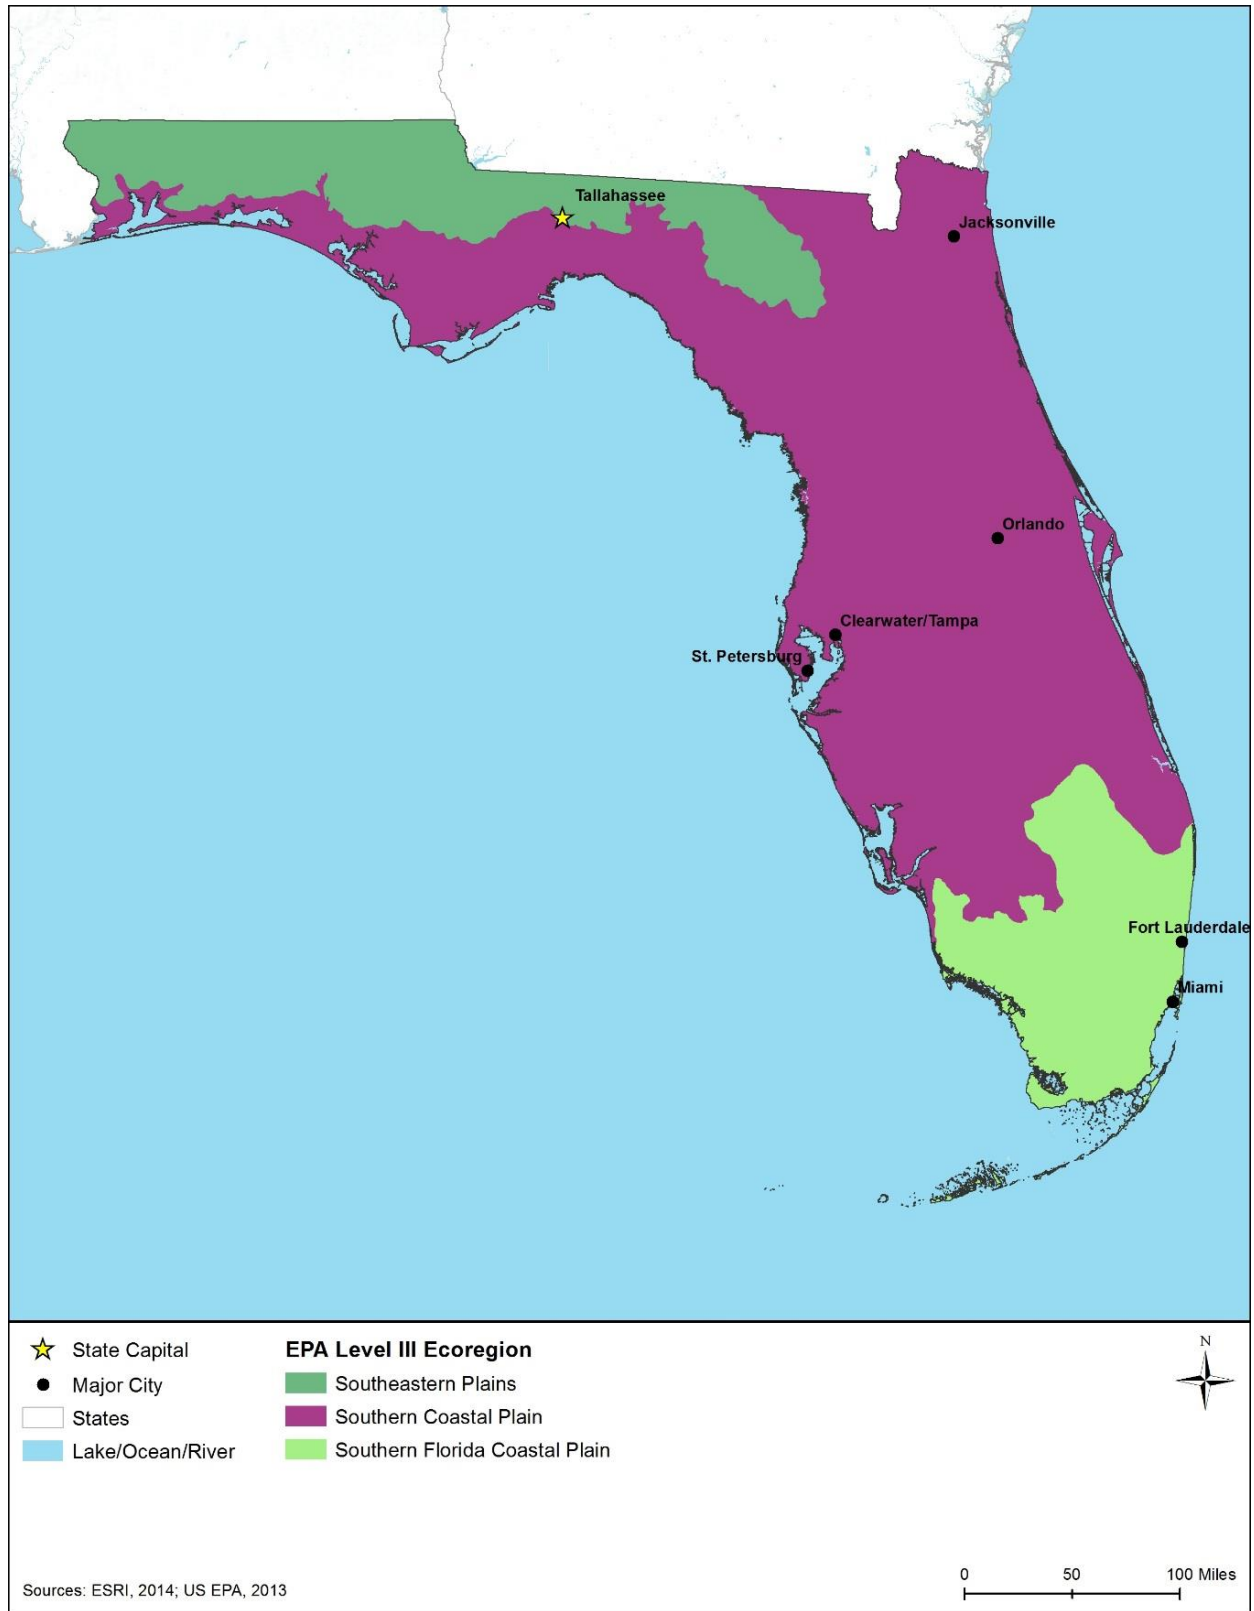 Tallahassee
Jacksonville
Orlando
Clearwater/Tampa
St. Petersburg
Fort Lauderdale
Miami
State Capital
Major City
States
Lake/Ocean/River
EPA Level III Ecoregion
Southeastern Plains
Southern Coastal Plain
Southern Florida Coastal Plain
N
Sources: ESRI, 2014; US EPA, 2013
0 50 100 Miles